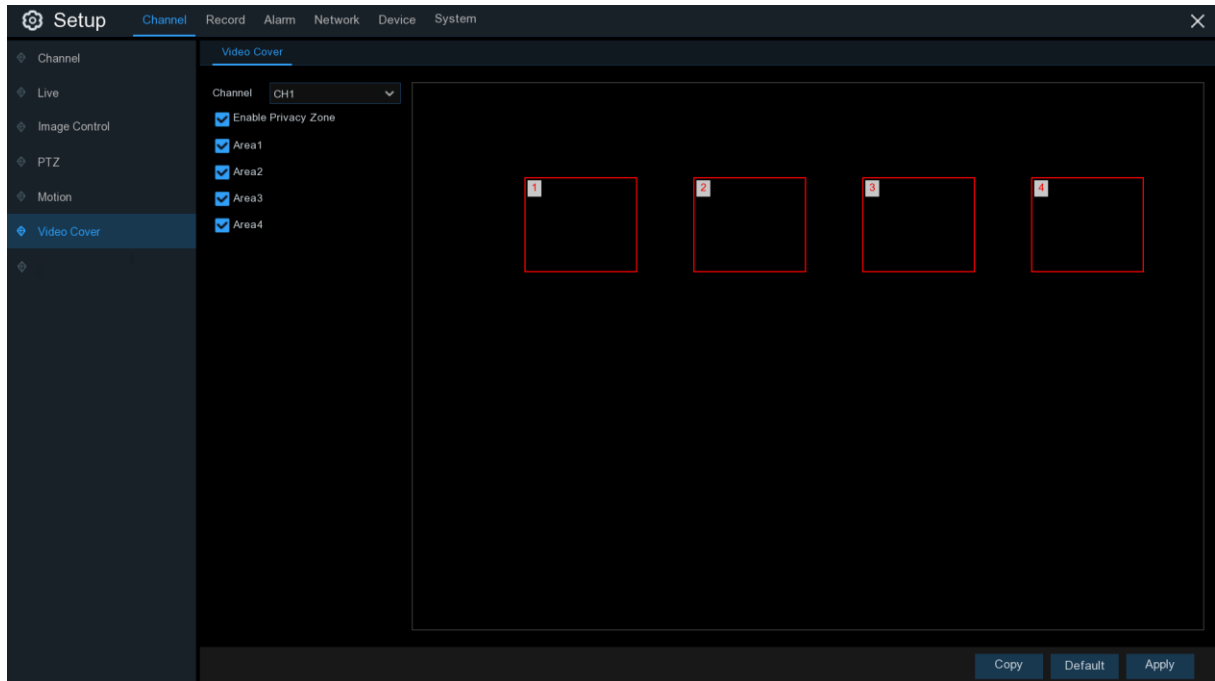 Setup Channel Record Alarm Network Device System
Channel
Live
Image Control
PTZ
Motion
Video Cover
Video Cover
Channel CH1
Enable Privacy Zone
Area1
Area2
Area3
Area4
1 2 3 4
Copy Default Apply